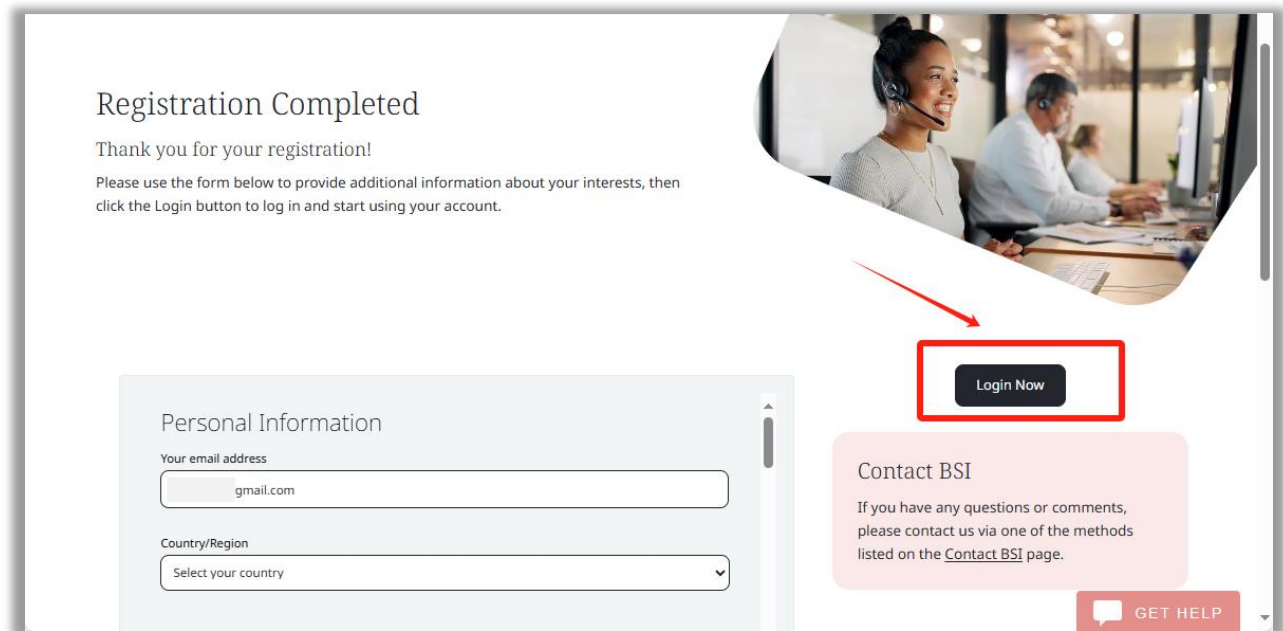 Registration Completed
Thank you for your registration!
Please use the form below to provide additional information about your interests, then
click the Login button to log in and start using your account.
Login Now
Personal Information
Your email address
gmail.com
Country/Region
Select your country
Contact BSI
If you have any questions or comments,
please contact us via one of the methods
listed on the Contact BSI page.
GET HELP